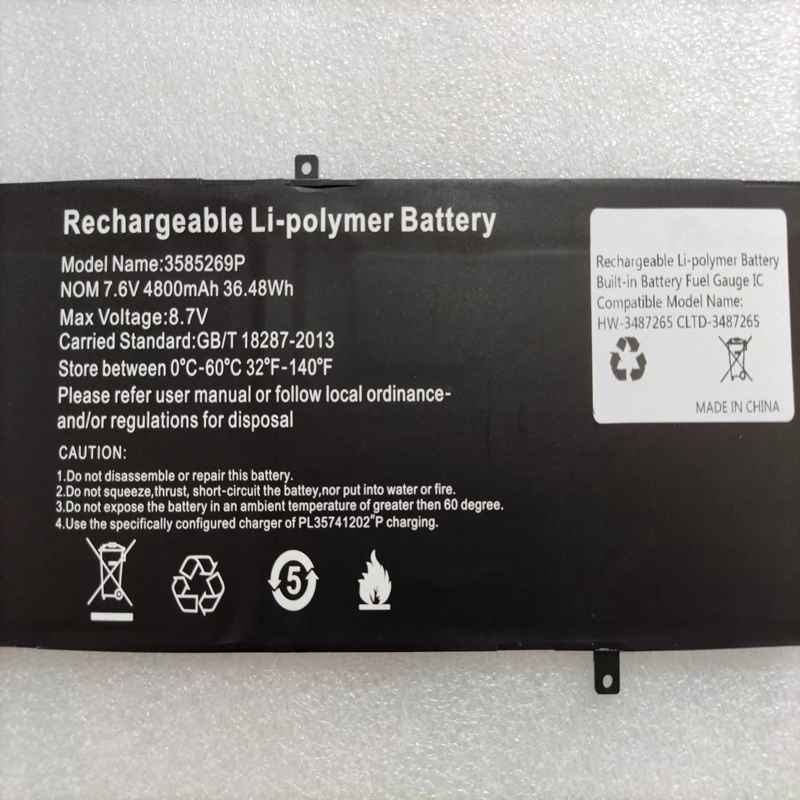 Rechargeable Li-polymer Battery
Model Name:3585269P
NOM 7.6V 4800mAh 36.48Wh
Max Voltage:8.7V
Carried Standard:GB/T 18287-2013
Store between 0°C-60°C 32°F-140°F
Please refer user manual or follow local ordinance-
and/or regulations for disposal
CAUTION:
1.Do not disassemble or repair this battery.
2.Do not squeeze,thrust, short-circuit the battey,nor put into water or fire.
3.Do not expose the battery in an ambient temperature of greater then 60 degree.
4.Use the specifically configured charger of PL35741202"P charging.
5
Rechargeable Li-polymer Battery
Built-in Battery Fuel Gauge IC
Compatible Model Name:
HW-3487265 CLTD-3487265
MADE IN CHINA